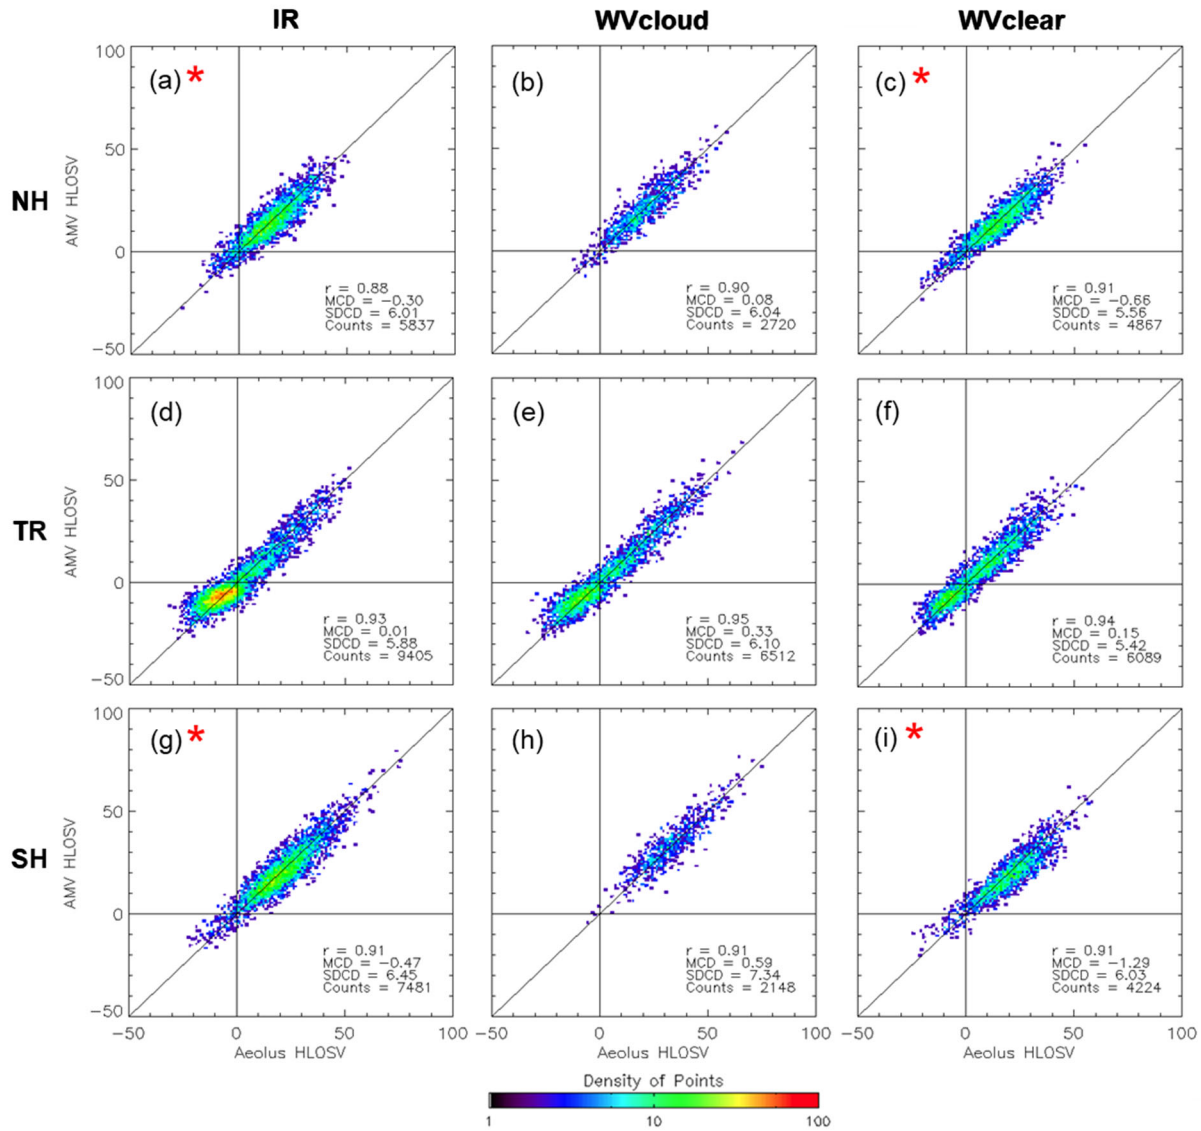 IR WVcloud WVclear
NH
100
50
0
−50
AMV HLOSV
(a) *
r = 0.88
MCD = −0.30
SDCD = 6.01
Counts = 5837
(b)
r = 0.90
MCD = 0.08
SDCD = 6.04
Counts = 2720
(c) *
r = 0.91
MCD = −0.66
SDCD = 5.56
Counts = 4867
TR
100
50
0
−50
AMV HLOSV
(d)
r = 0.93
MCD = 0.01
SDCD = 5.88
Counts = 9405
(e)
r = 0.95
MCD = 0.33
SDCD = 6.10
Counts = 6512
(f)
r = 0.94
MCD = 0.15
SDCD = 5.42
Counts = 6089
SH
100
50
0
−50
AMV HLOSV
(g) *
r = 0.91
MCD = −0.47
SDCD = 6.45
Counts = 7481
(h)
r = 0.91
MCD = 0.59
SDCD = 7.34
Counts = 2148
(i) *
r = 0.91
MCD = −1.29
SDCD = 6.03
Counts = 4224
−50 0 50 100 −50 0 50 100 −50 0 50 100
Aeolus HLOSV Aeolus HLOSV Aeolus HLOSV
Density of Points
1 10 100